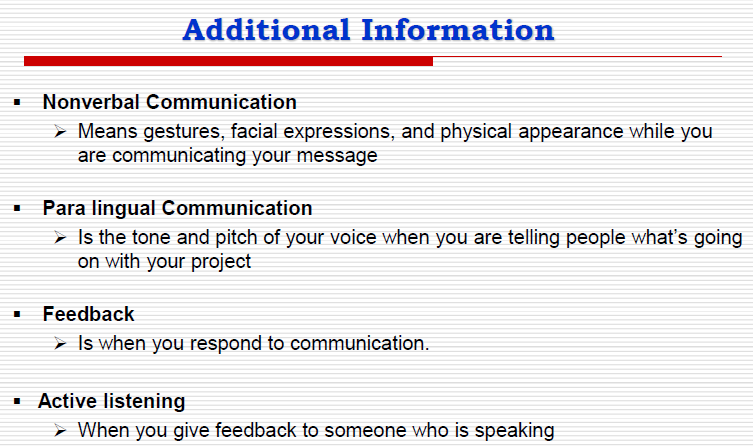 Additional Information
▪ Nonverbal Communication
➢ Means gestures, facial expressions, and physical appearance while you
are communicating your message
▪ Para lingual Communication
➢ Is the tone and pitch of your voice when you are telling people what's going
on with your project
▪ Feedback
➢ Is when you respond to communication.
▪ Active listening
➢ When you give feedback to someone who is speaking